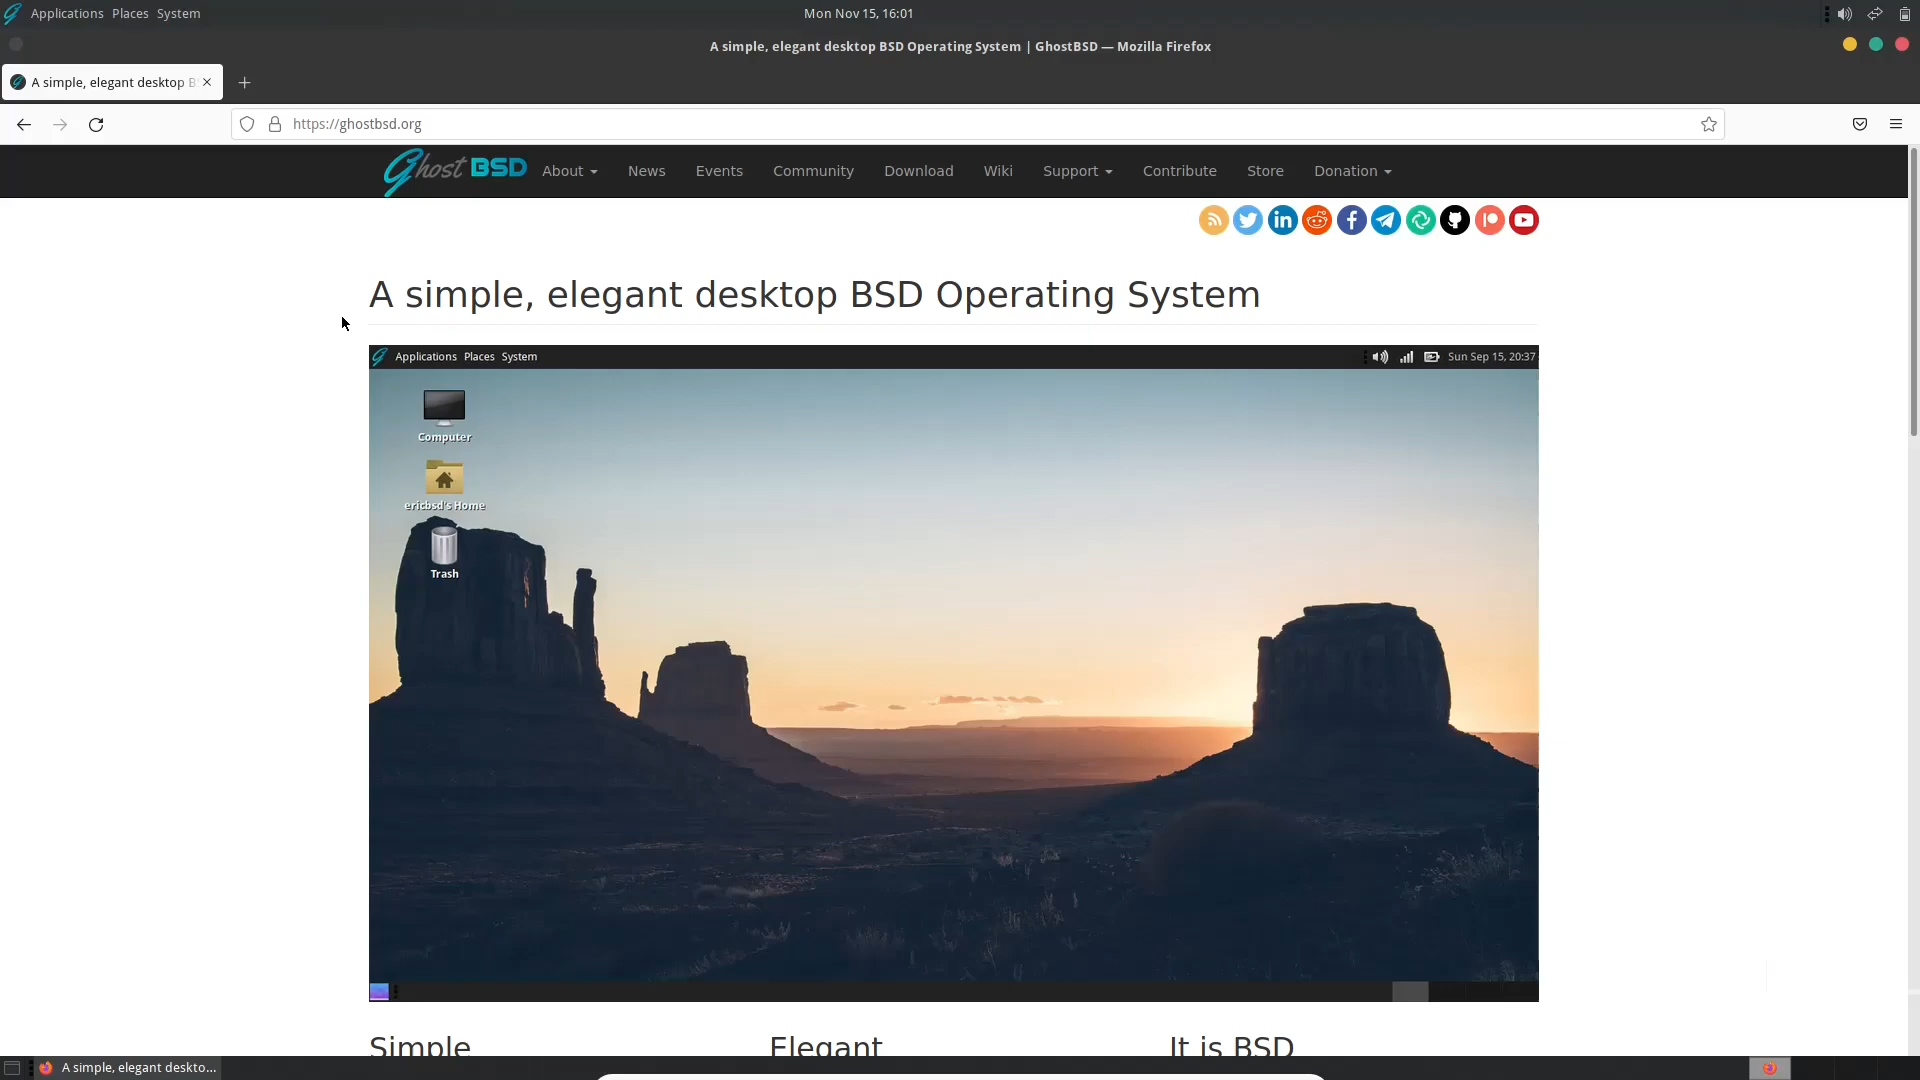 Applications Places System
Mon Nov 15, 16:01
A simple, elegant desktop BSD Operating System | GhostBSD — Mozilla Firefox
A simple, elegant desktop B
https://ghostbsd.org
Ghost BSD
About
News
Events
Community
Download
Wiki
Support
Contribute
Store
Donation
in
A simple, elegant desktop BSD Operating System
Applications Places System
Sun Sep 15, 20:37
Computer
ericbsd's Home
Trash
Simple
Elegant
It is BSD
A simple, elegant deskto...